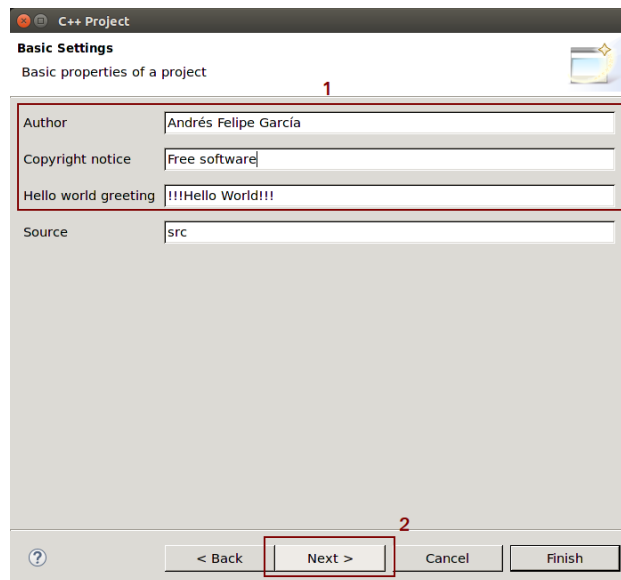 C++ Project
Basic Settings
Basic properties of a project
1
Author Andrés Felipe García
Copyright notice Free software
Hello world greeting !!!Hello World!!!
Source src
2
? < Back Next > Cancel Finish